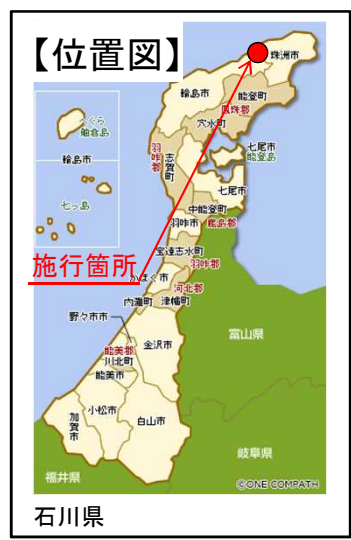 【位置図】
珠洲市
輪島市
能登町
鳳珠郡
穴水町
へぐら
舳倉島
輪島市
七ッ島
羽咋郡
志賀町
七尾市
能登島
七尾市
中能登町
羽咋市
鹿島郡
宝達志水町
羽咋郡
施行箇所
かほく市
河北郡
内灘町
津幡町
野々市市
金沢市
富山県
能美郡
川北町
能美市
小松市
加賀市
白山市
岐阜県
福井県
©ONE COMPATH
石川県